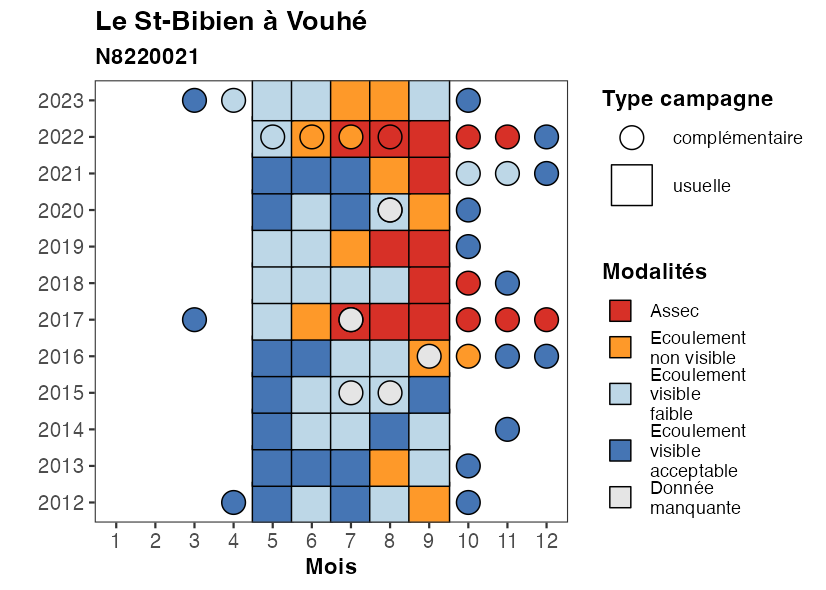 Le St-Bibien à Vouhé
N8220021
2023
2022
2021
2020
2019
2018
2017
2016
2015
2014
2013
2012
1 2 3 4 5 6 7 8 9 10 11 12
Mois
Type campagne
complémentaire
usuelle
Modalités
Assec
Ecoulement
non visible
Ecoulement
visible
faible
Ecoulement
visible
acceptable
Donnée
manquante